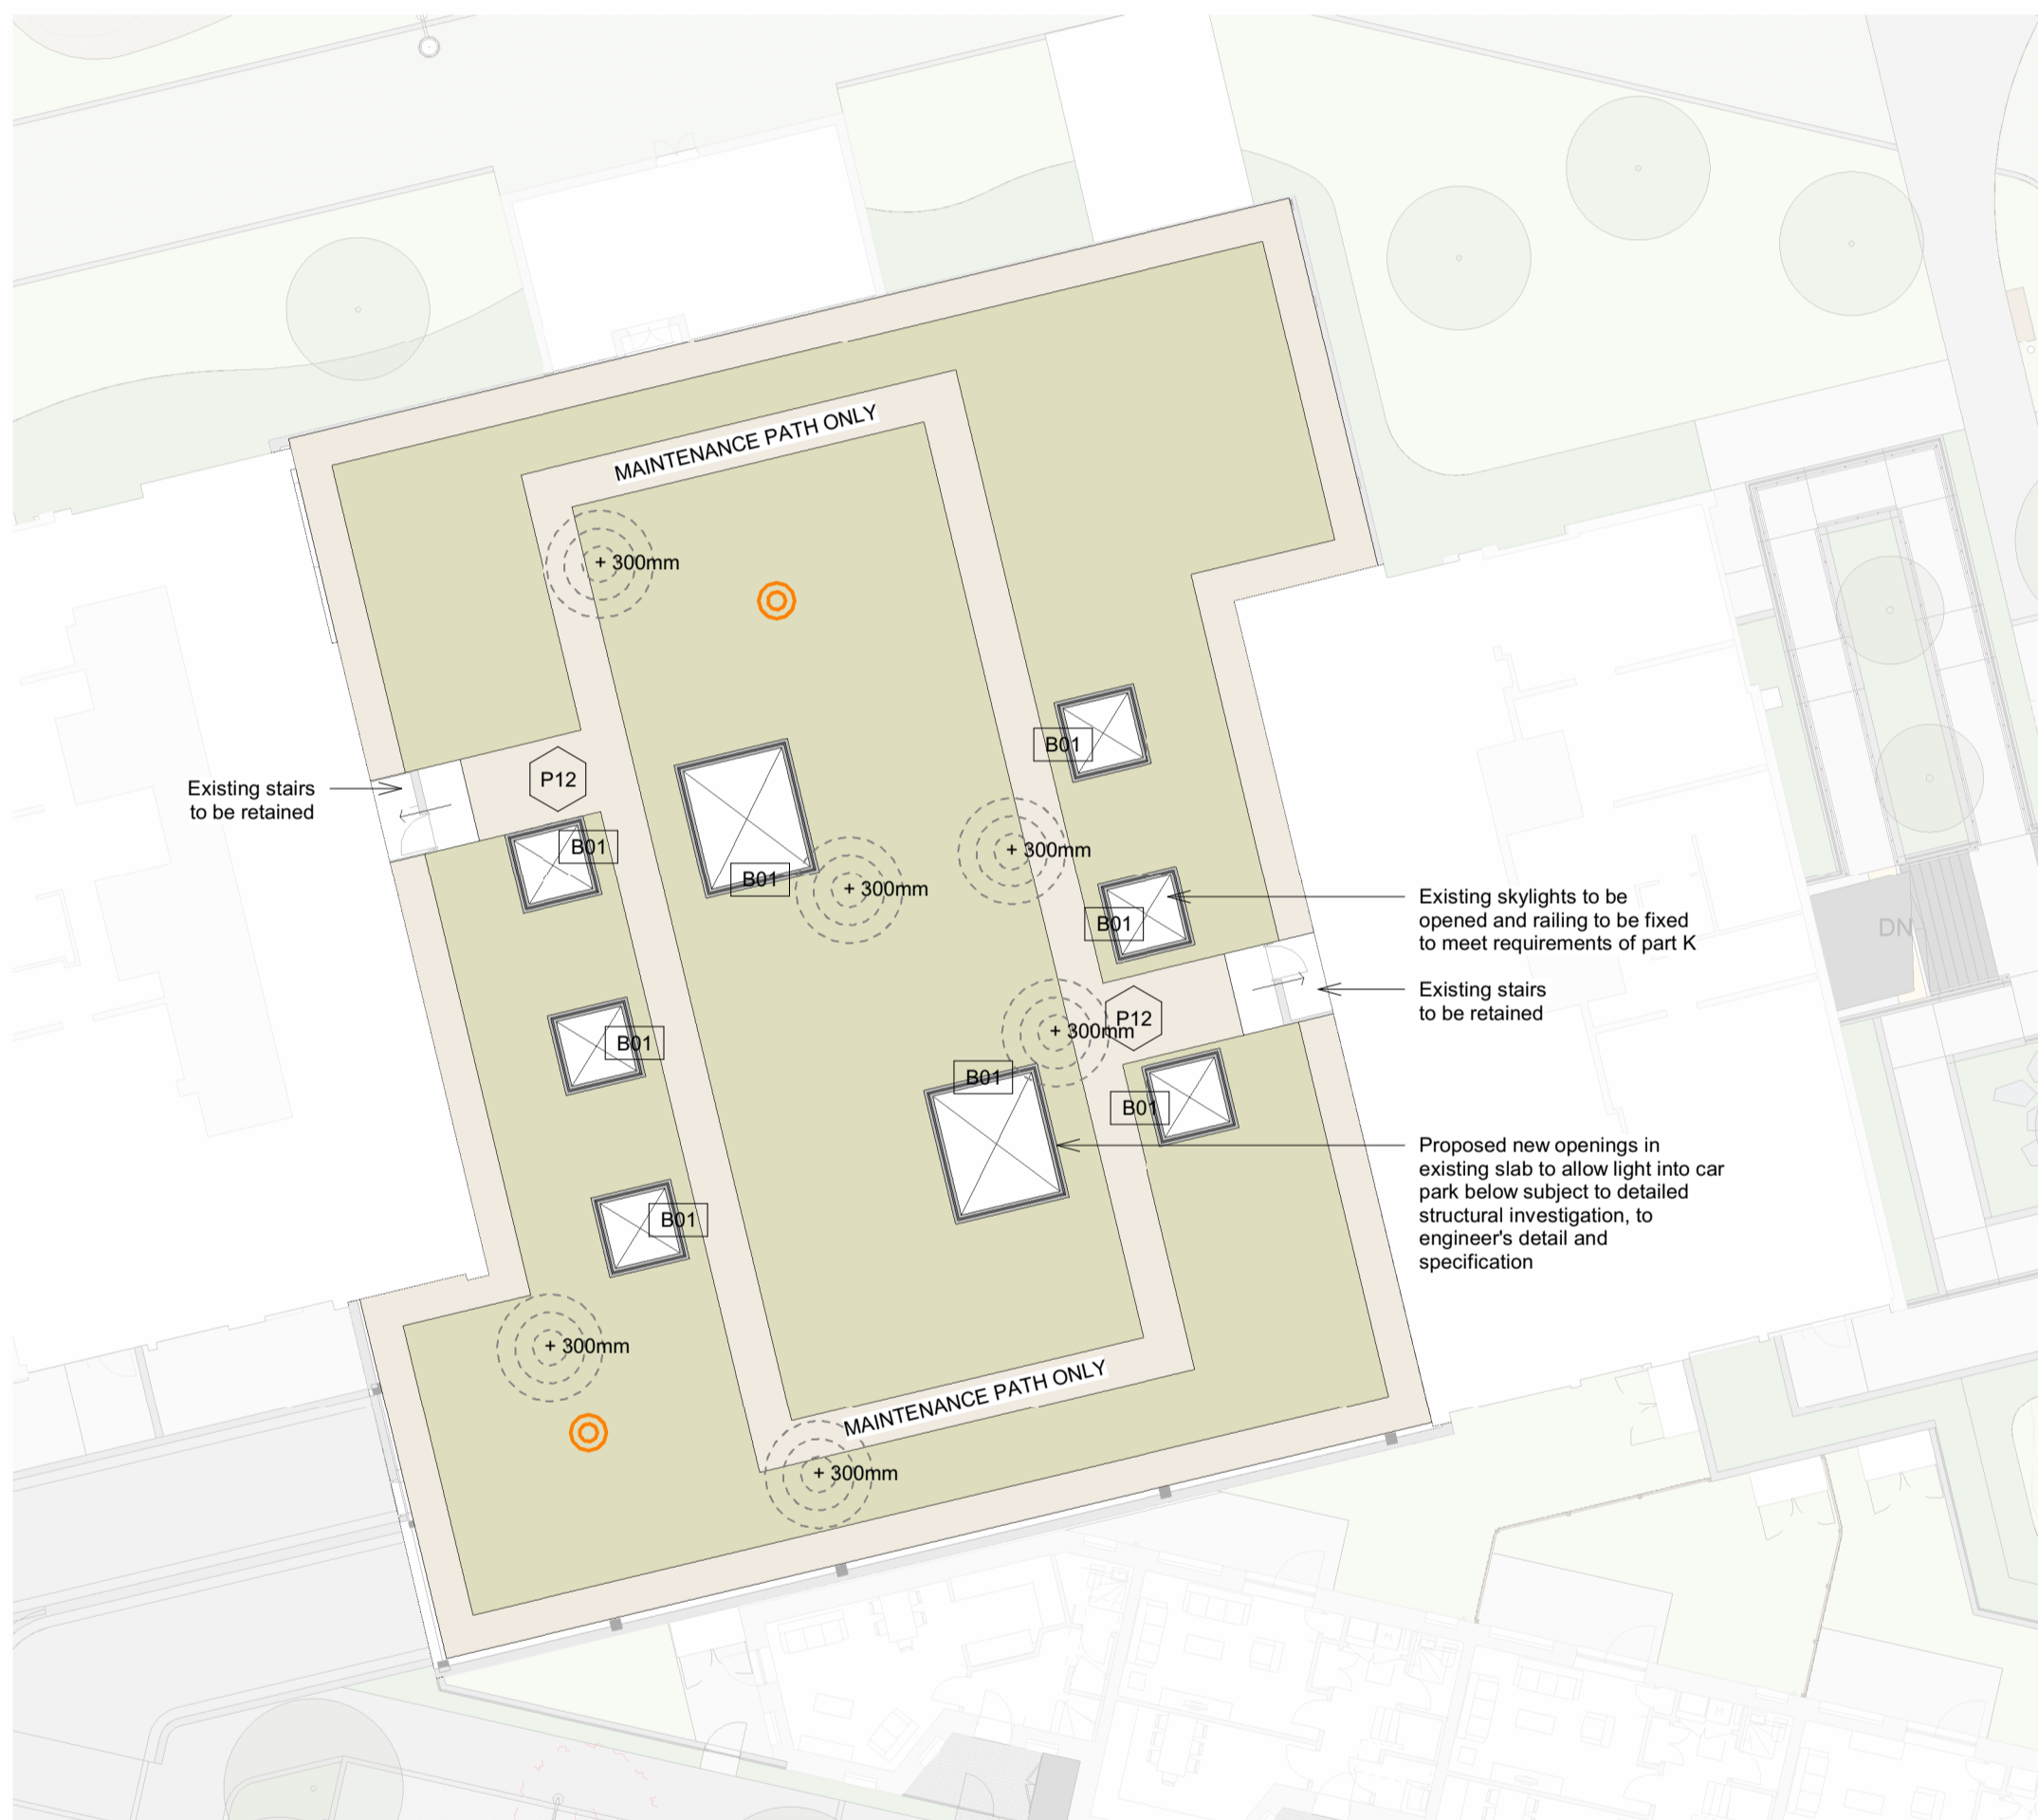 MAINTENANCE PATH ONLY
+ 300mm
B01
Existing stairs
to be retained
P12
B01
B01
+ 300mm
+ 300mm
B01
Existing skylights to be
opened and railing to be fixed
to meet requirements of part K
B01
DN
Existing stairs
to be retained
P12
+ 300mm
B01
B01
B01
Proposed new openings in
existing slab to allow light into car
park below subject to detailed
structural investigation, to
engineer's detail and
specification
B01
+ 300mm
MAINTENANCE PATH ONLY
+ 300mm